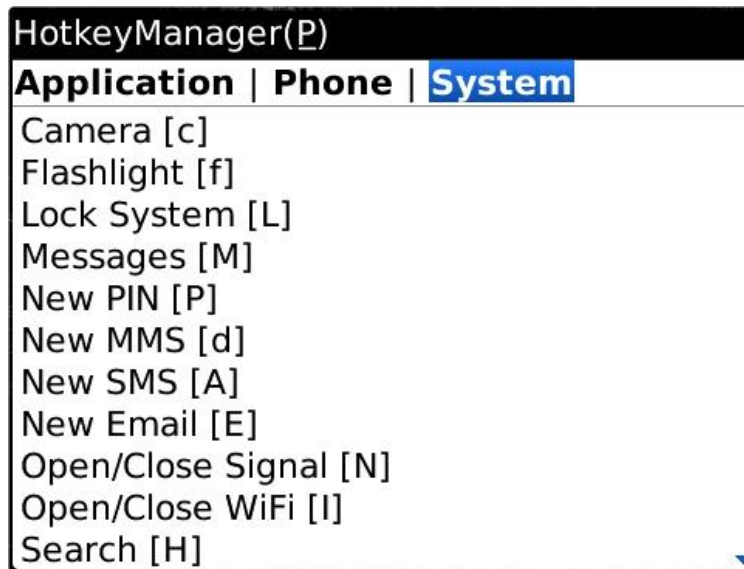 HotkeyManager(P)
Application | Phone | System
Camera [c]
Flashlight [f]
Lock System [L]
Messages [M]
New PIN [P]
New MMS [d]
New SMS [A]
New Email [E]
Open/Close Signal [N]
Open/Close WiFi [I]
Search [H]